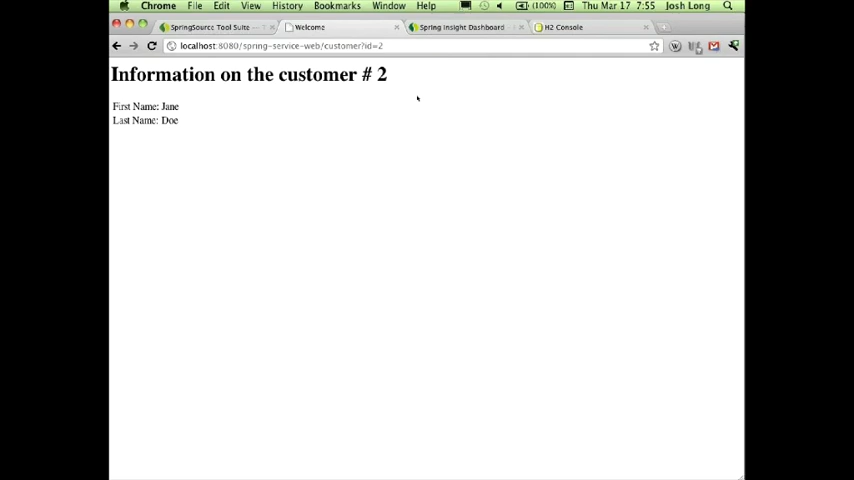 Chrome File Edit View History Bookmarks Window Help (100%) Thu Mar 17 7:55 Josh Long
SpringSource Tool Suite — Welcome Spring Insight Dashboard H2 Console
localhost:8080/spring-service-web/customer?id=2
Information on the customer # 2
First Name: Jane
Last Name: Doe